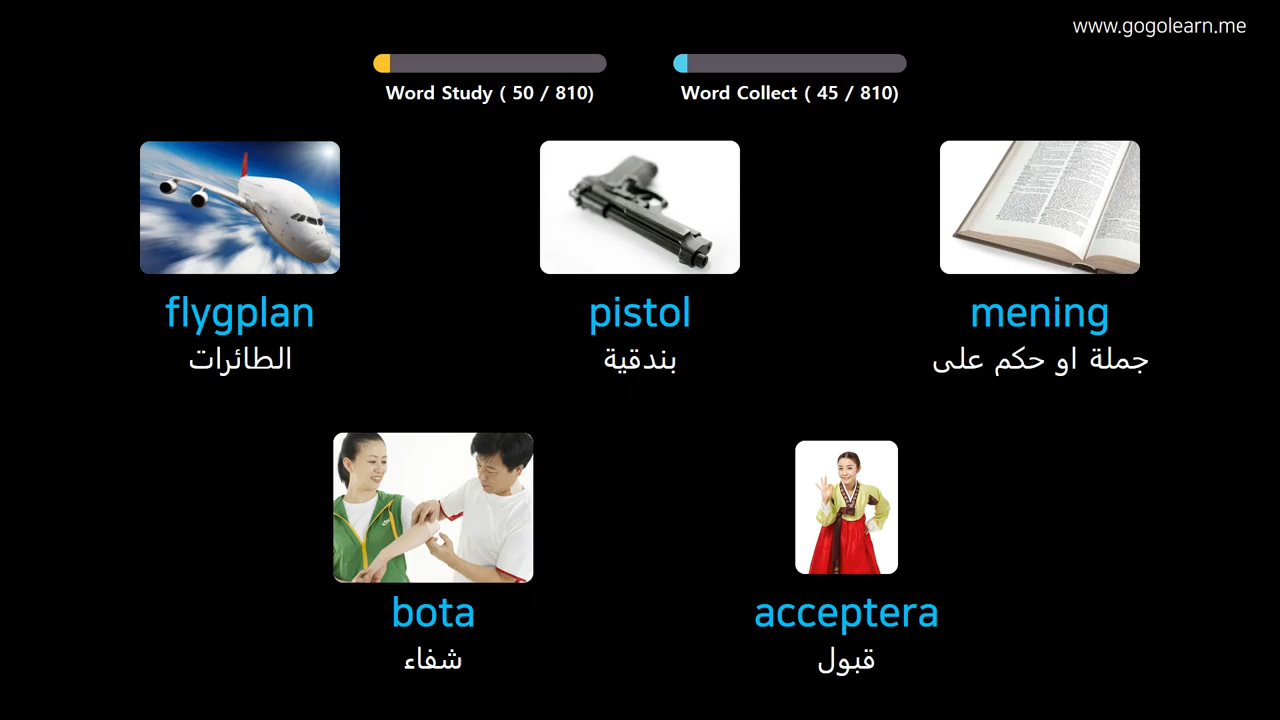 www.gogolearn.me
Word Study ( 50 / 810)
Word Collect ( 45 / 810)
flygplan
الطائرات
pistol
بندقية
mening
جملة او حكم على
bota
شفاء
acceptera
قبول